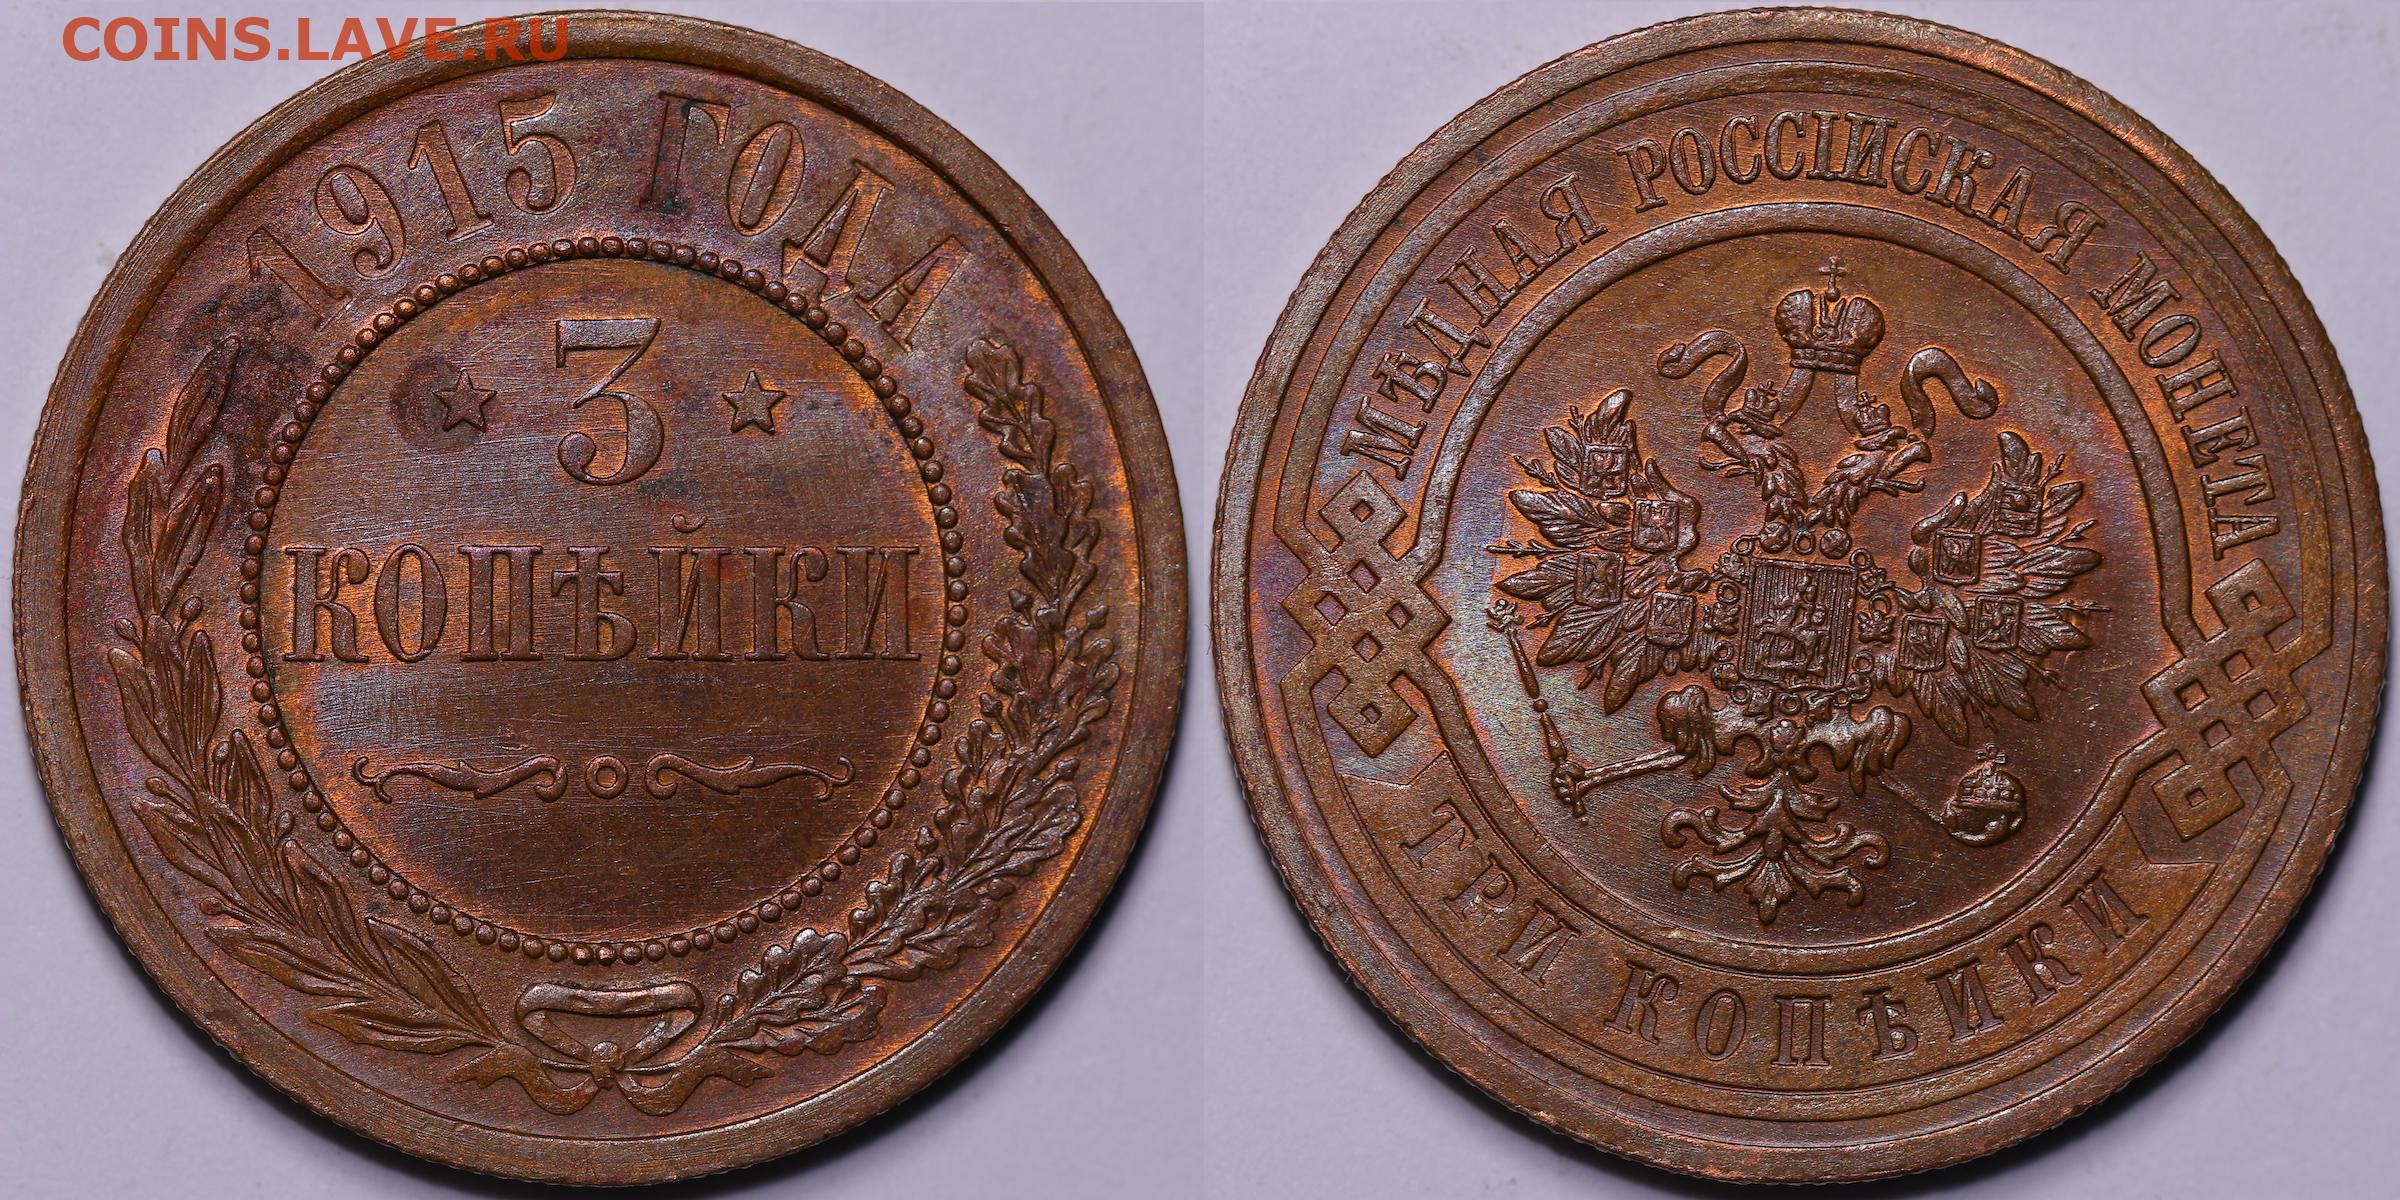 COINS.LAVE.RU
1915 ГОДА
3
КОПѢЙКИ
МѢДНАЯ РОССIЙСКАЯ МОНЕТА
ТРИ КОПѢЙКИ